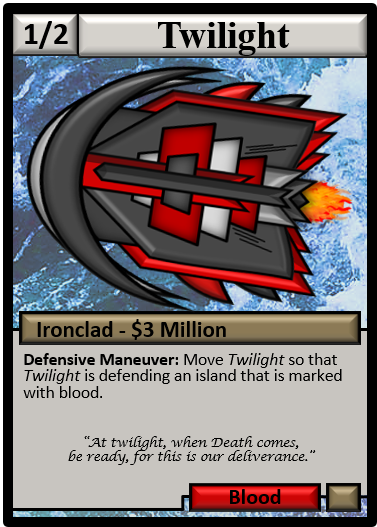 1/2 Twilight
Ironclad - $3 Million
Defensive Maneuver: Move Twilight so that
Twilight is defending an island that is marked
with blood.
“At twilight, when Death comes,
be ready, for this is our deliverance.”
Blood